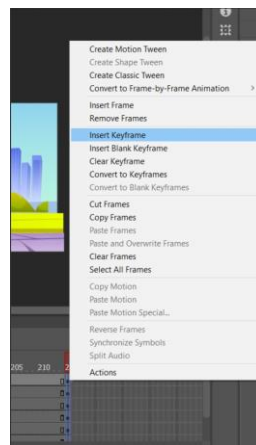 Create Motion Tween
Create Shape Tween
Create Classic Tween
Convert to Frame-by-Frame Animation
Insert Frame
Remove Frames
Insert Keyframe
Insert Blank Keyframe
Clear Keyframe
Convert to Keyframes
Convert to Blank Keyframes
Cut Frames
Copy Frames
Paste Frames
Paste and Overwrite Frames
Clear Frames
Select All Frames
Copy Motion
Paste Motion
Paste Motion Special...
Reverse Frames
Synchronize Symbols
Split Audio
Actions
205 210 2